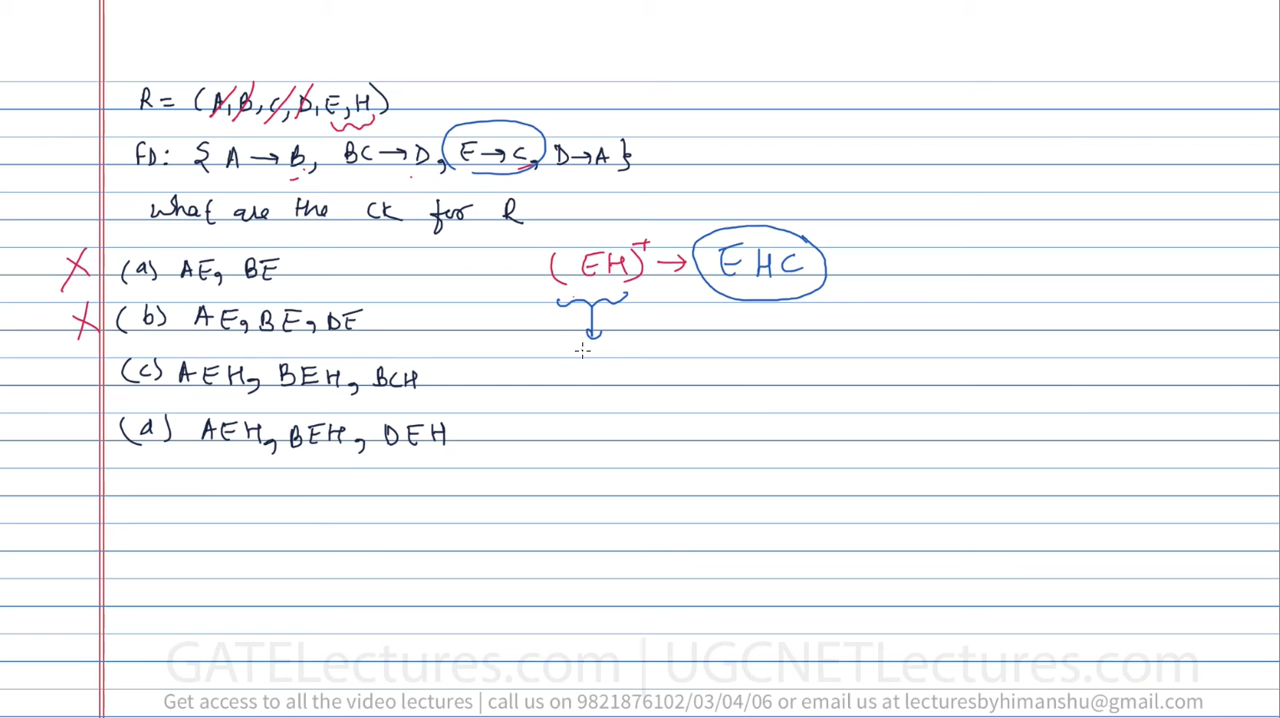 R = (A, B, C, D, E, H)
FD: { A → B, BC → D, E → C, D → A }
What are the CK for R
(a) AE, BE
(EH)+ → EHC
(b) AE, BE, DE
(c) AEH, BEH, BCH
(d) AEH, BEH, DEH
GATELectures.com | UGCNETLectures.com
Get access to all the video lectures | call us on 9821876102/03/04/06 or email us at lecturesbyhimanshu@gmail.com